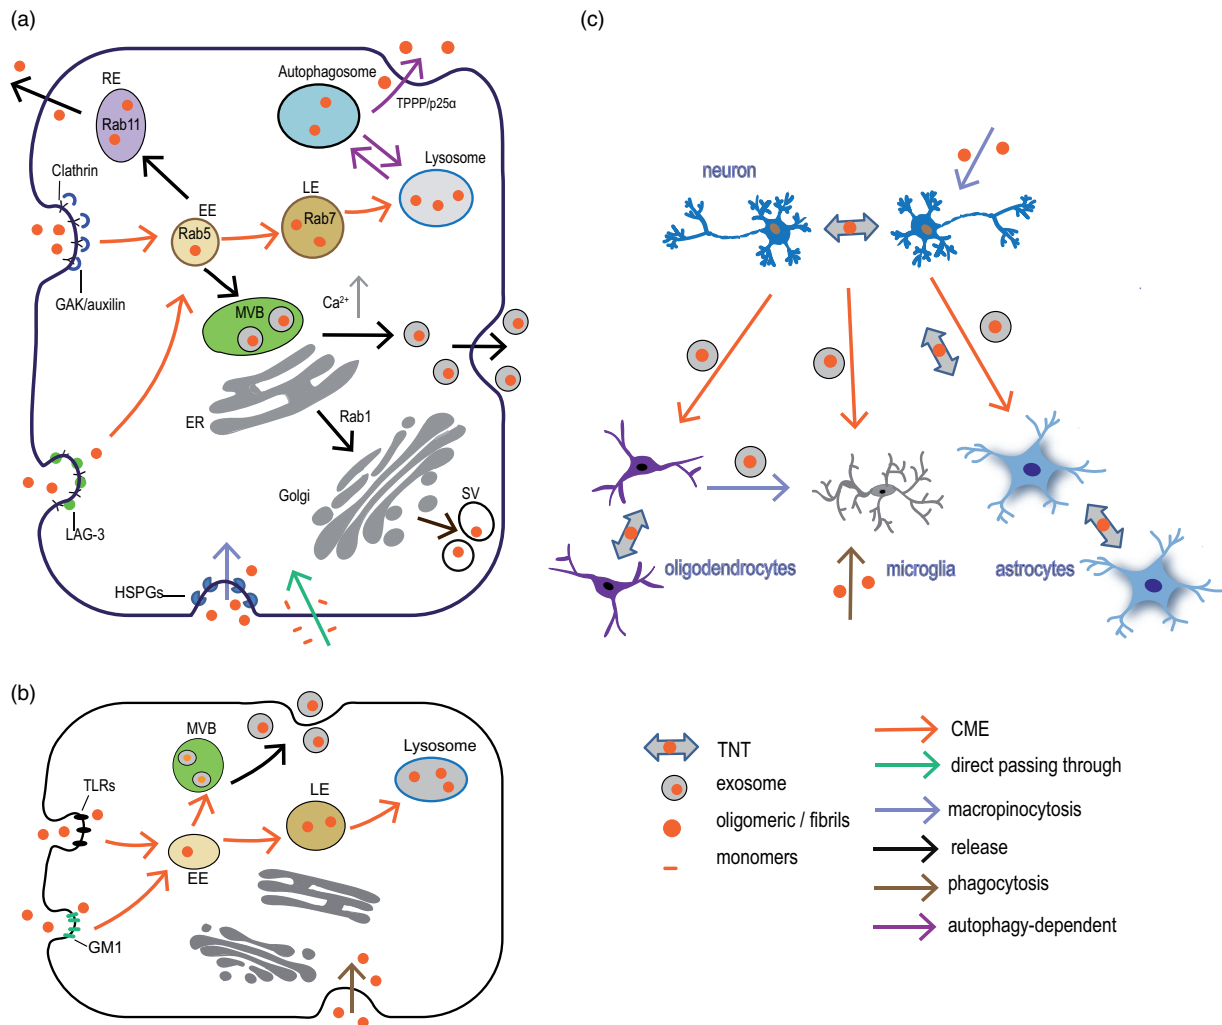 (a)
RE
Rab11
Autophagosome
TPPP/p25α
Clathrin
Lysosome
LE
Rab7
EE
Rab5
GAK/auxilin
MVB
Ca²⁺
ER
Rab1
Golgi
SV
LAG-3
HSPGs
(c)
neuron
oligodendrocytes
microglia
astrocytes
(b)
MVB
Lysosome
TLRs
LE
EE
GM1
TNT
exosome
oligomeric / fibrils
monomers
CME
direct passing through
macropinocytosis
release
phagocytosis
autophagy-dependent